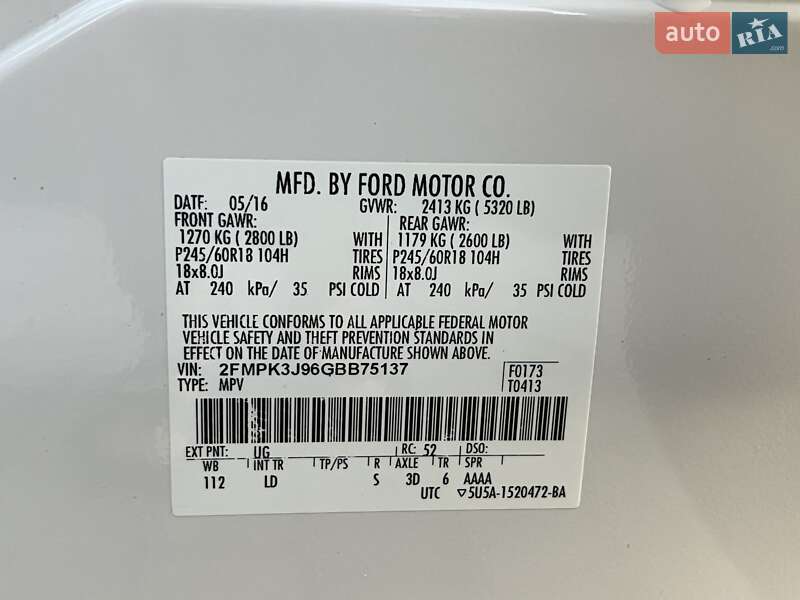 auto RIA .com
MFD. BY FORD MOTOR CO.
DATE: 05/16 GVWR: 2413 KG ( 5320 LB)
FRONT GAWR: REAR GAWR:
1270 KG ( 2800 LB) WITH 1179 KG ( 2600 LB) WITH
P245/60R18 104H TIRES P245/60R18 104H TIRES
18x8.0J RIMS 18x8.0J RIMS
AT 240 kPa/ 35 PSI COLD AT 240 kPa/ 35 PSI COLD
THIS VEHICLE CONFORMS TO ALL APPLICABLE FEDERAL MOTOR
VEHICLE SAFETY AND THEFT PREVENTION STANDARDS IN
EFFECT ON THE DATE OF MANUFACTURE SHOWN ABOVE.
VIN: 2FMPK3J96GBB75137 F0173
TYPE: MPV T0413
EXT PNT: UG RC: 52 DSO:
WB INT TR TP/PS R AXLE TR SPR
112 LD S 3D 6 AAAA
UTC ▽5U5A-1520472-BA